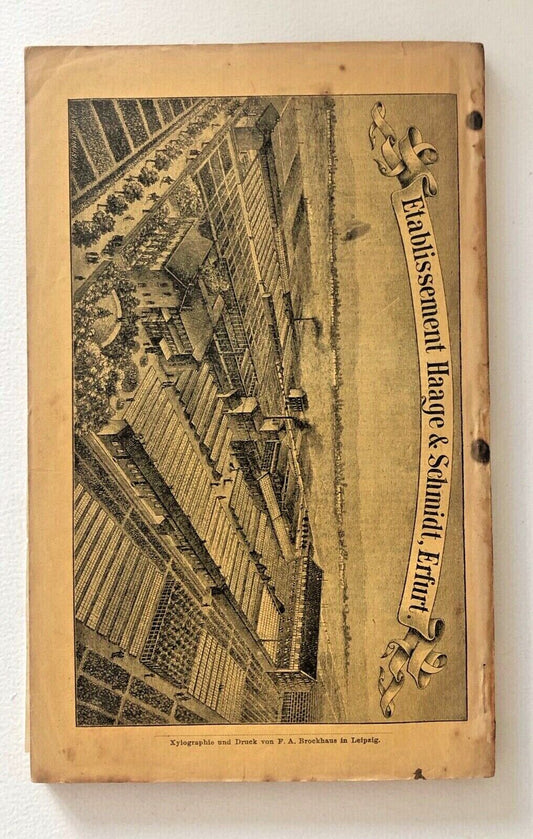 Etablissement Haage & Schmidt, Erfurt.
Xylographie und Druck von F. A. Brockhaus in Leipzig.